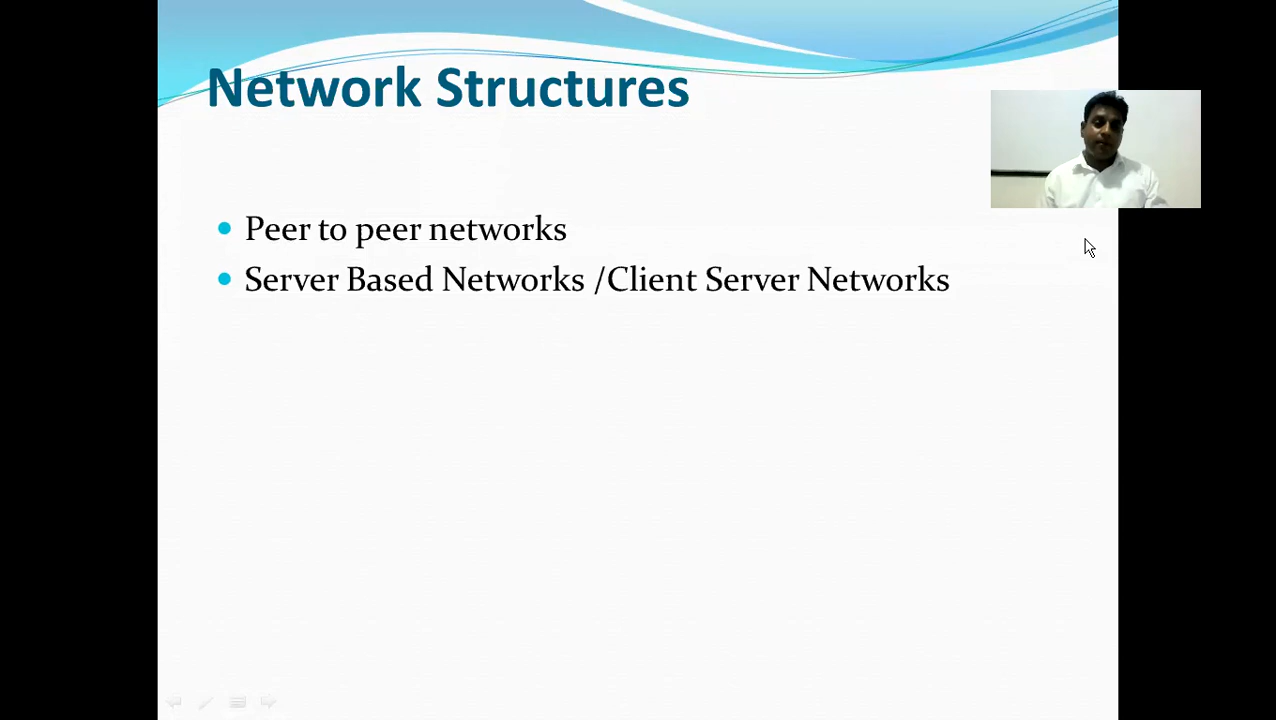 Network Structures
Peer to peer networks
Server Based Networks /Client Server Networks